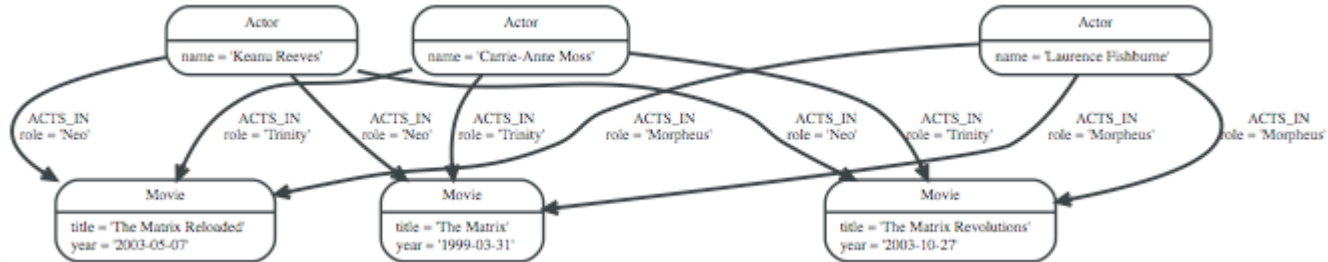 Actor
name = 'Keanu Reeves'
Actor
name = 'Carrie-Anne Moss'
Actor
name = 'Laurence Fishburne'
ACTS_IN
role = 'Neo'
ACTS_IN
role = 'Trinity'
ACTS_IN
role = 'Neo'
ACTS_IN
role = 'Trinity'
ACTS_IN
role = 'Morpheus'
ACTS_IN
role = 'Neo'
ACTS_IN
role = 'Trinity'
ACTS_IN
role = 'Morpheus'
ACTS_IN
role = 'Morpheus'
Movie
title = 'The Matrix Reloaded'
year = '2003-05-07'
Movie
title = 'The Matrix'
year = '1999-03-31'
Movie
title = 'The Matrix Revolutions'
year = '2003-10-27'